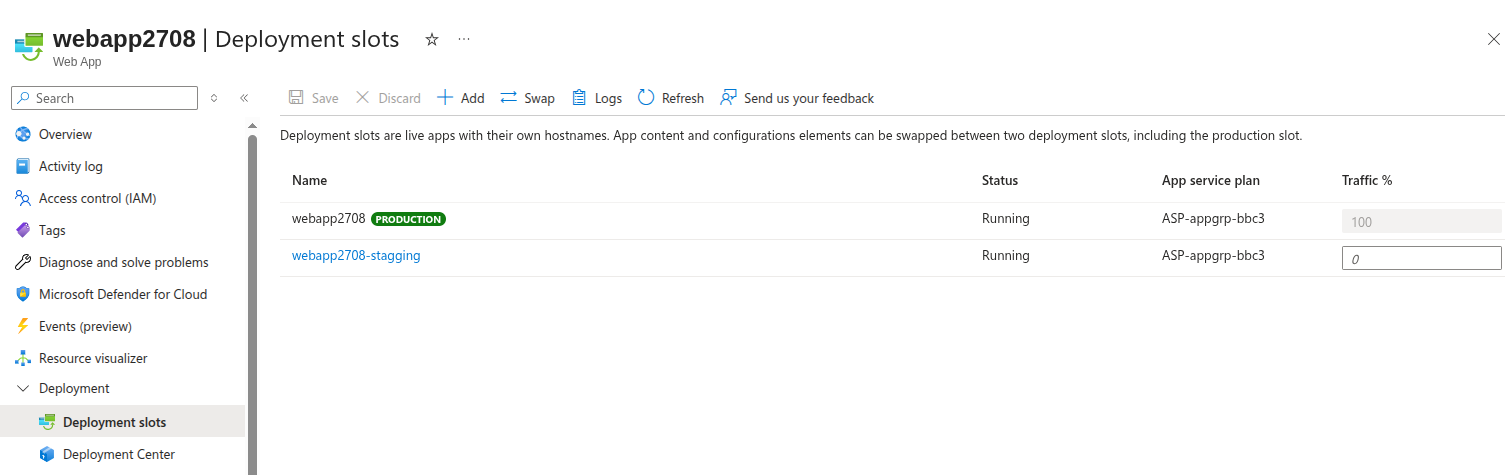 webapp2708 | Deployment slots
Web App
Search
Save Discard Add Swap Logs Refresh Send us your feedback
Overview
Activity log
Access control (IAM)
Tags
Diagnose and solve problems
Microsoft Defender for Cloud
Events (preview)
Resource visualizer
Deployment
Deployment slots
Deployment Center
Deployment slots are live apps with their own hostnames. App content and configurations elements can be swapped between two deployment slots, including the production slot.
Name Status App service plan Traffic %
webapp2708 PRODUCTION Running ASP-appgrp-bbc3 100
webapp2708-stagging Running ASP-appgrp-bbc3 0